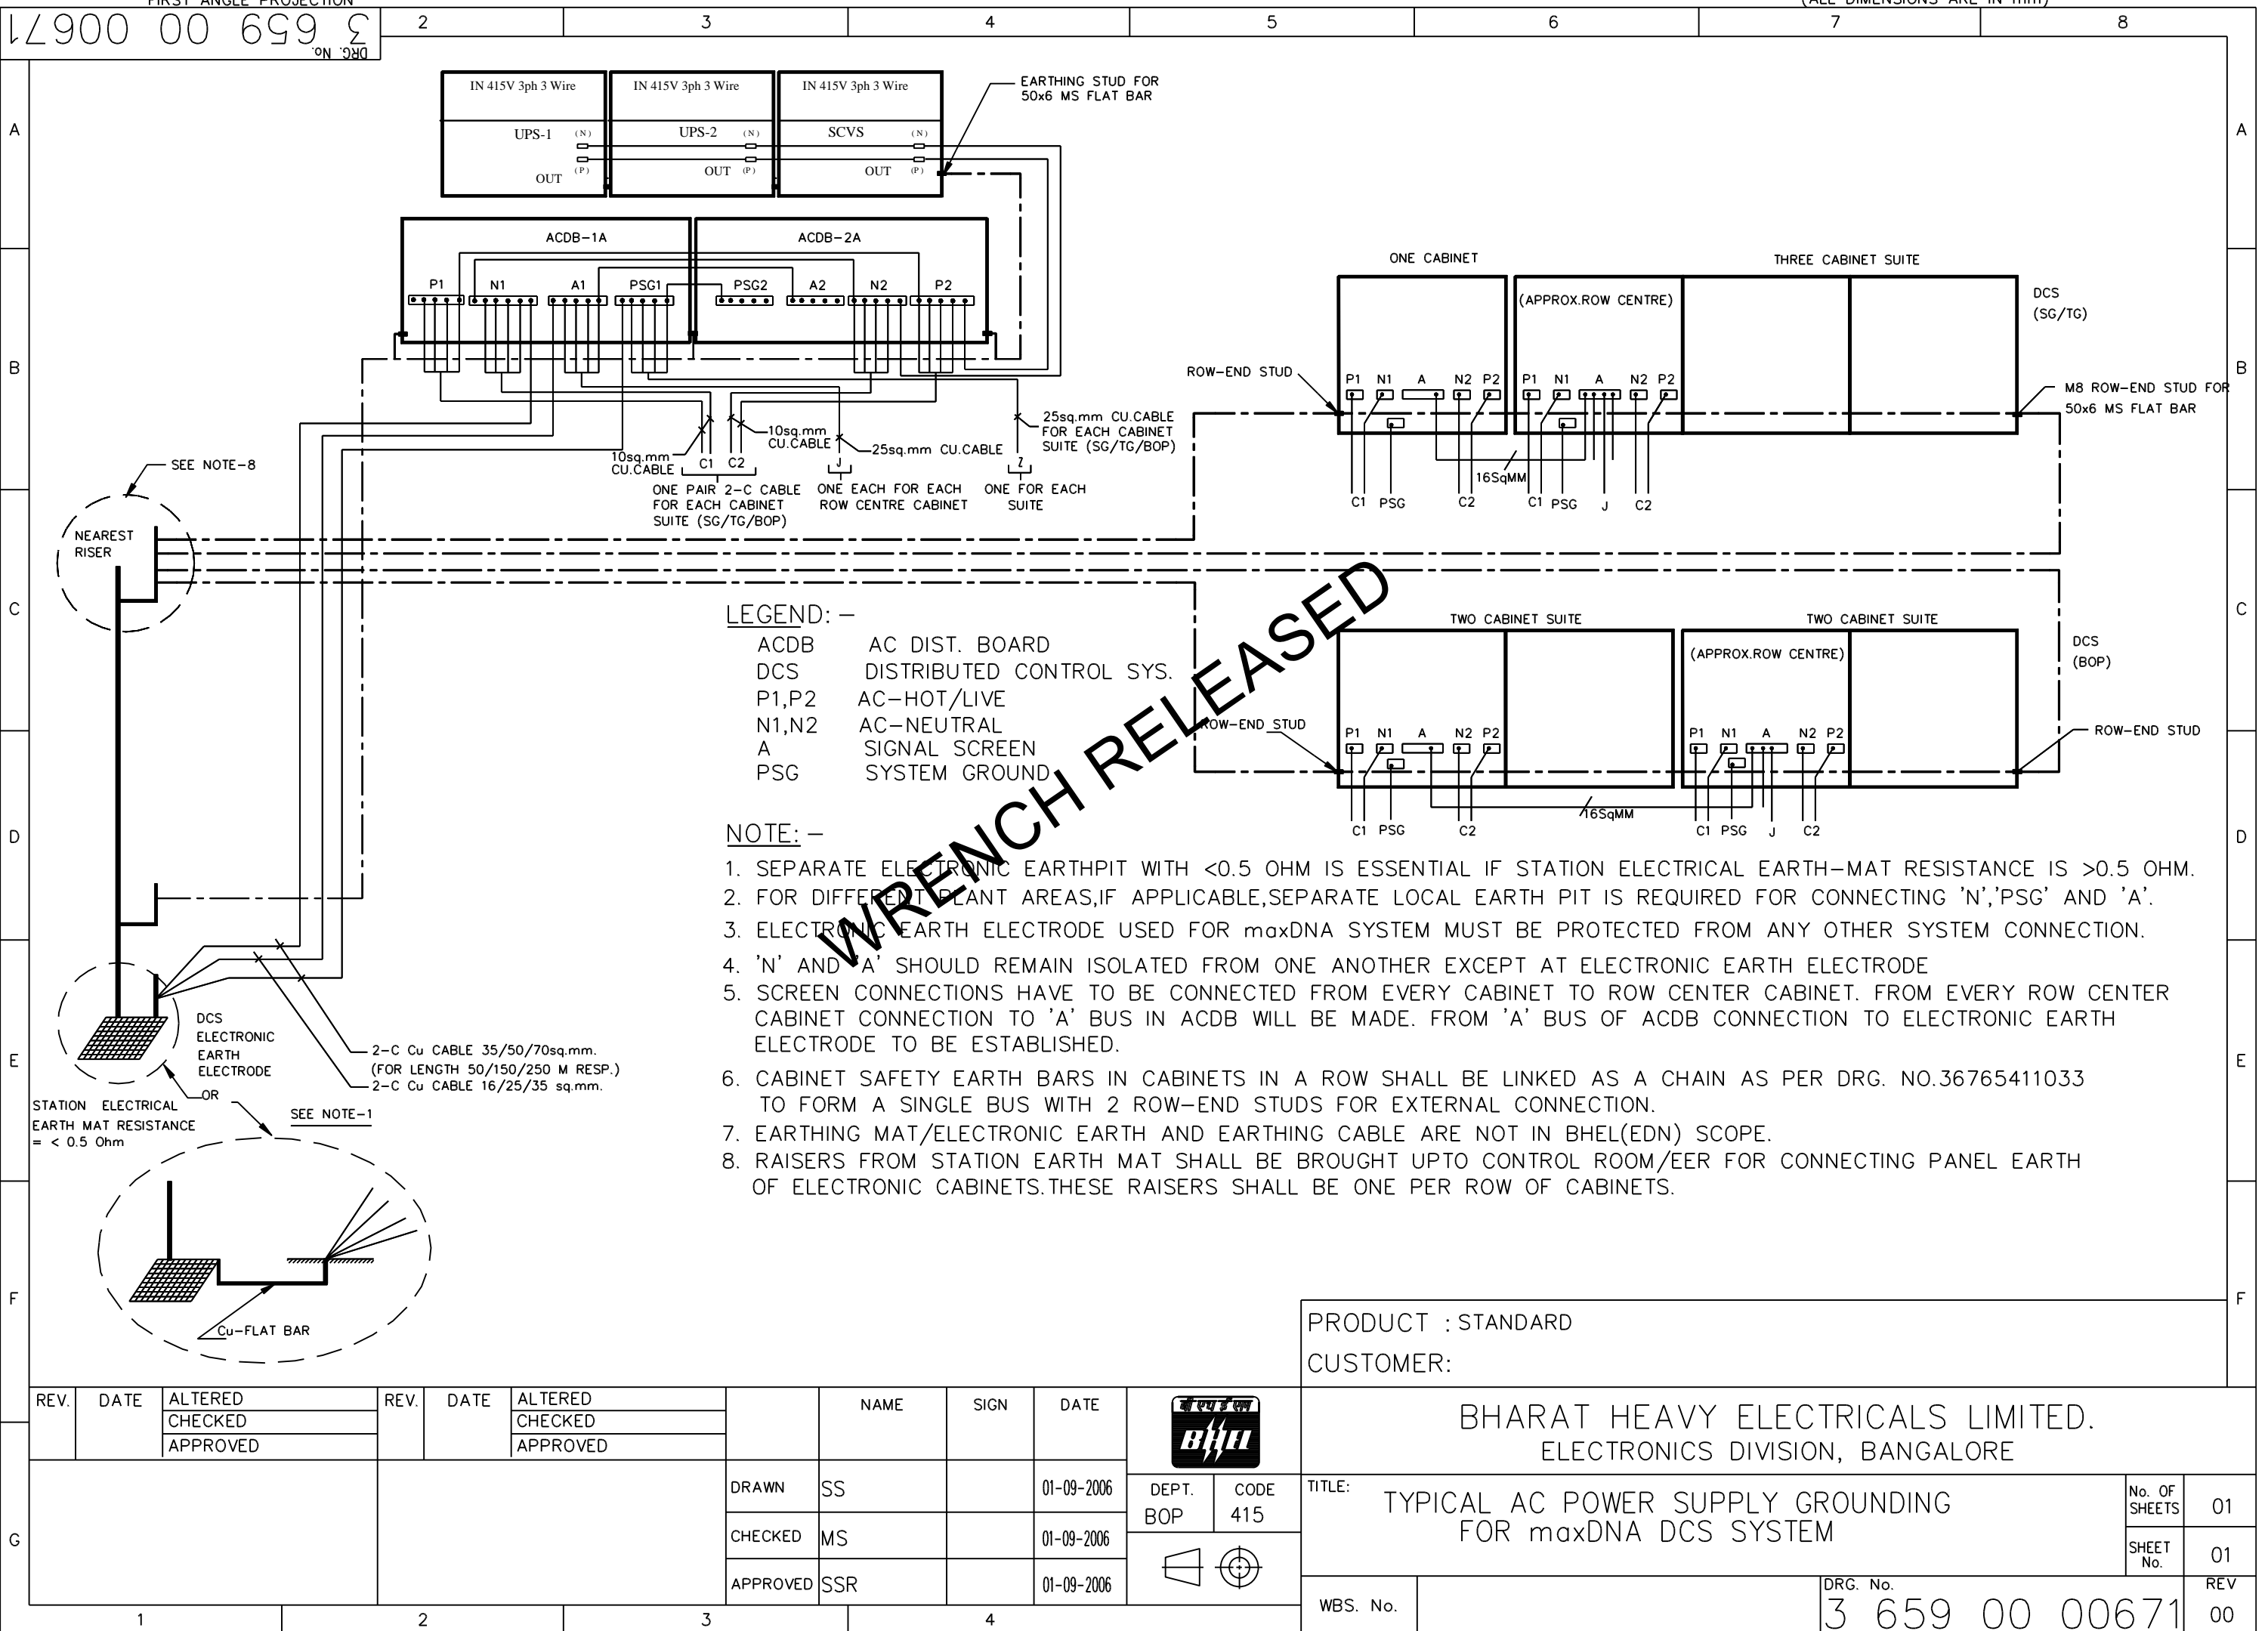 FIRST ANGLE PROJECTION
(ALL DIMENSIONS ARE IN mm)
3 659 00 00671
DRG. No.
2 3 4 5 6 7 8
IN 415V 3ph 3 Wire IN 415V 3ph 3 Wire IN 415V 3ph 3 Wire
UPS-1 (N) UPS-2 (N) SCVS (N)
OUT (P) OUT (P) OUT (P)
EARTHING STUD FOR
50x6 MS FLAT BAR
A A
ACDB-1A ACDB-2A
P1 N1 A1 PSG1 PSG2 A2 N2 P2
ONE CABINET THREE CABINET SUITE
(APPROX.ROW CENTRE)
DCS
(SG/TG)
B B
ROW-END STUD
P1 N1 A N2 P2 P1 N1 A N2 P2
M8 ROW-END STUD FOR
50x6 MS FLAT BAR
16SqMM
C1 PSG C2 C1 PSG J C2
10sq.mm
CU.CABLE
10sq.mm
CU.CABLE
25sq.mm CU.CABLE
25sq.mm CU.CABLE
FOR EACH CABINET
SUITE (SG/TG/BOP)
C1 C2 J Z
ONE PAIR 2-C CABLE
FOR EACH CABINET
SUITE (SG/TG/BOP)
ONE EACH FOR EACH
ROW CENTRE CABINET
ONE FOR EACH
SUITE
SEE NOTE-8
NEAREST
RISER
C C
TWO CABINET SUITE TWO CABINET SUITE
(APPROX.ROW CENTRE)
DCS
(BOP)
ROW-END STUD
ROW-END STUD
P1 N1 A N2 P2 P1 N1 A N2 P2
16SqMM
C1 PSG C2 C1 PSG J C2
D D
LEGEND: -
ACDB AC DIST. BOARD
DCS DISTRIBUTED CONTROL SYS.
P1,P2 AC-HOT/LIVE
N1,N2 AC-NEUTRAL
A SIGNAL SCREEN
PSG SYSTEM GROUND
WRENCH RELEASED
NOTE: -
1. SEPARATE ELECTRONIC EARTHPIT WITH <0.5 OHM IS ESSENTIAL IF STATION ELECTRICAL EARTH-MAT RESISTANCE IS >0.5 OHM.
2. FOR DIFFERENT PLANT AREAS,IF APPLICABLE,SEPARATE LOCAL EARTH PIT IS REQUIRED FOR CONNECTING 'N','PSG' AND 'A'.
3. ELECTRONIC EARTH ELECTRODE USED FOR maxDNA SYSTEM MUST BE PROTECTED FROM ANY OTHER SYSTEM CONNECTION.
4. 'N' AND 'A' SHOULD REMAIN ISOLATED FROM ONE ANOTHER EXCEPT AT ELECTRONIC EARTH ELECTRODE
5. SCREEN CONNECTIONS HAVE TO BE CONNECTED FROM EVERY CABINET TO ROW CENTER CABINET. FROM EVERY ROW CENTER
CABINET CONNECTION TO 'A' BUS IN ACDB WILL BE MADE. FROM 'A' BUS OF ACDB CONNECTION TO ELECTRONIC EARTH
ELECTRODE TO BE ESTABLISHED.
6. CABINET SAFETY EARTH BARS IN CABINETS IN A ROW SHALL BE LINKED AS A CHAIN AS PER DRG. NO.36765411033
TO FORM A SINGLE BUS WITH 2 ROW-END STUDS FOR EXTERNAL CONNECTION.
7. EARTHING MAT/ELECTRONIC EARTH AND EARTHING CABLE ARE NOT IN BHEL(EDN) SCOPE.
8. RAISERS FROM STATION EARTH MAT SHALL BE BROUGHT UPTO CONTROL ROOM/EER FOR CONNECTING PANEL EARTH
OF ELECTRONIC CABINETS.THESE RAISERS SHALL BE ONE PER ROW OF CABINETS.
E E
DCS
ELECTRONIC
EARTH
ELECTRODE
2-C Cu CABLE 35/50/70sq.mm.
(FOR LENGTH 50/150/250 M RESP.)
2-C Cu CABLE 16/25/35 sq.mm.
OR
STATION ELECTRICAL
EARTH MAT RESISTANCE
= < 0.5 Ohm
SEE NOTE-1
F F
Cu-FLAT BAR
PRODUCT : STANDARD
CUSTOMER:
REV. DATE ALTERED REV. DATE ALTERED
CHECKED CHECKED
APPROVED APPROVED
NAME SIGN DATE
DRAWN SS 01-09-2006
CHECKED MS 01-09-2006
APPROVED SSR 01-09-2006
बी एच ई एल
BHEL
DEPT. CODE
BOP 415
BHARAT HEAVY ELECTRICALS LIMITED.
ELECTRONICS DIVISION, BANGALORE
TITLE:
TYPICAL AC POWER SUPPLY GROUNDING
FOR maxDNA DCS SYSTEM
No. OF
SHEETS 01
SHEET
No. 01
G
WBS. No.
DRG. No.
3 659 00 00671
REV
00
1 2 3 4